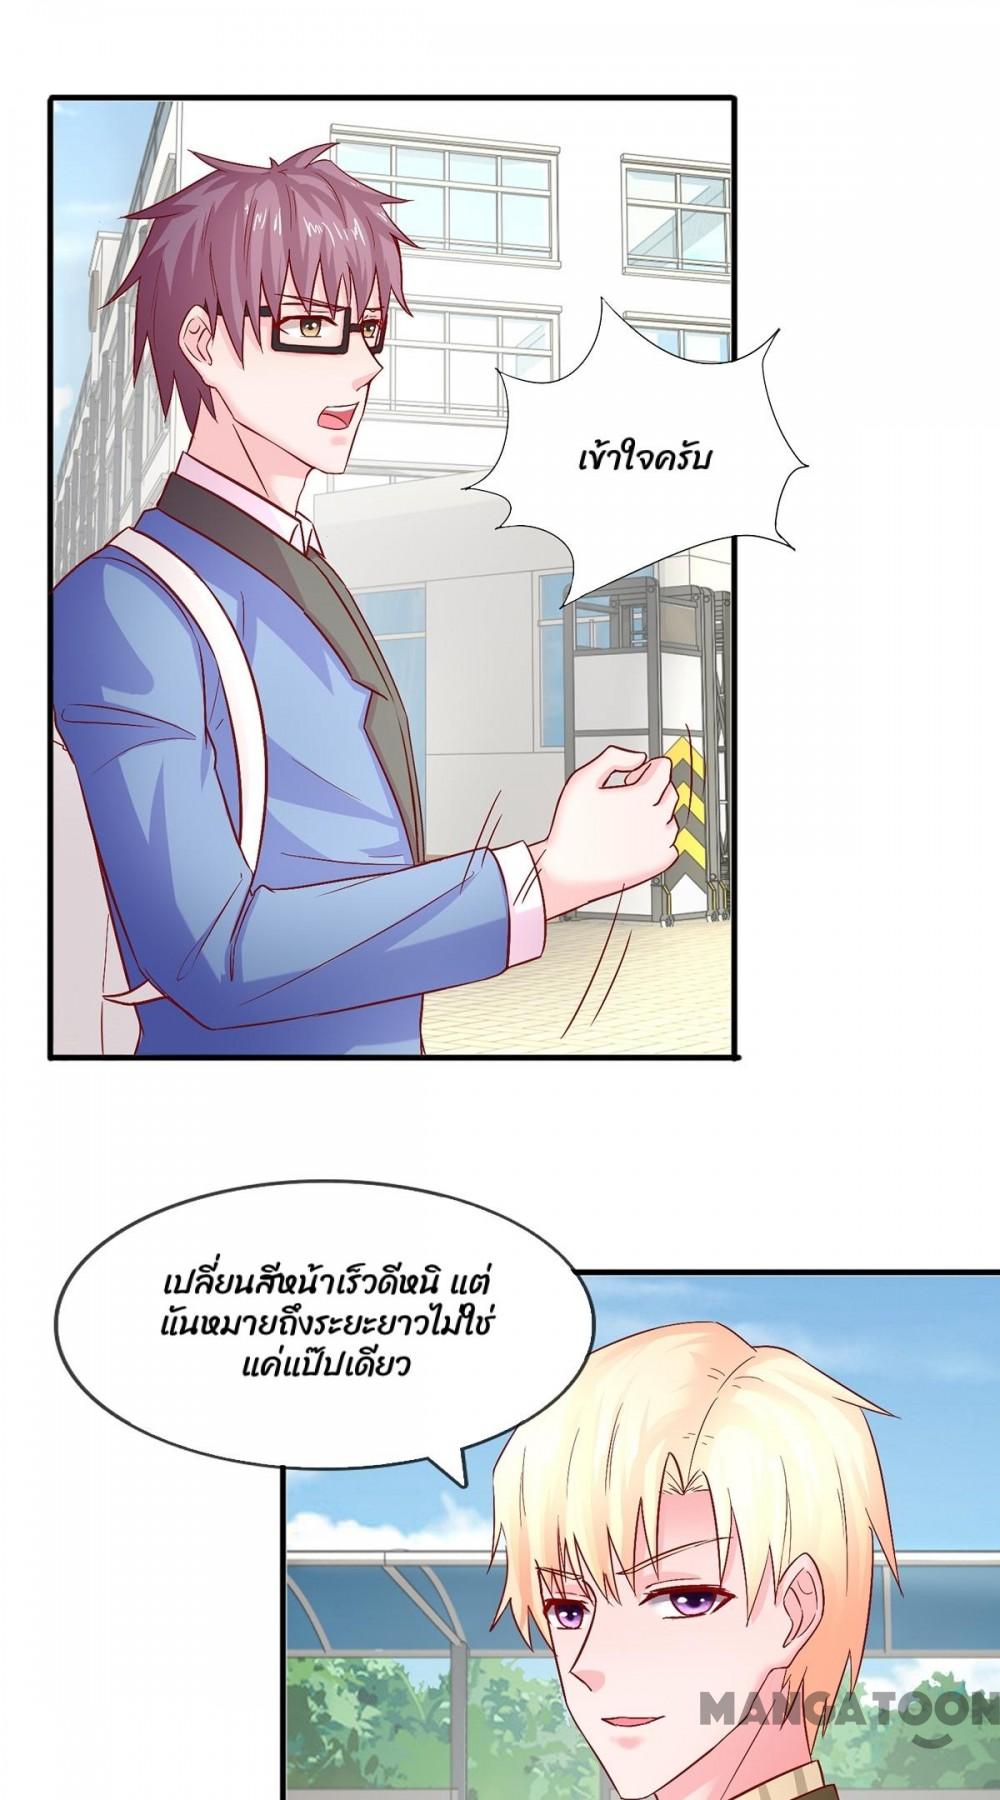 เข้าใจครับ
เปลี่ยนสีหน้าเร็วดีหนิ แต่
แันหมายถึงระยะยาวไม่ใช่
แค่แป๊ปเดียว
MANGATOON